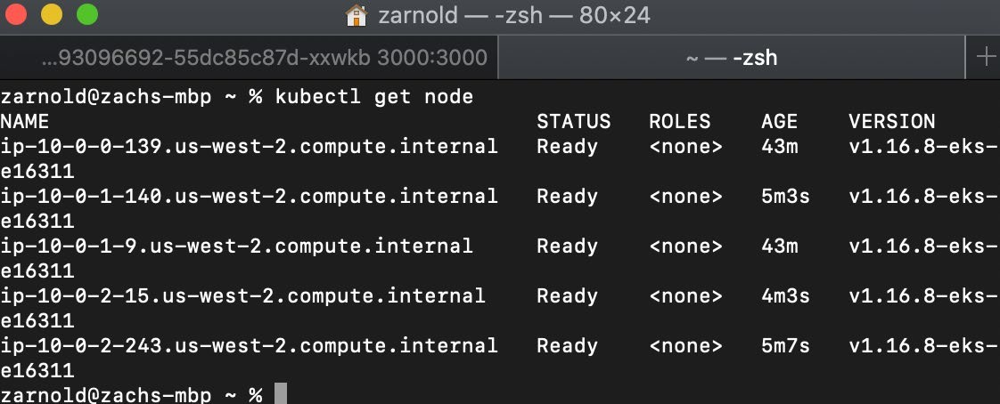 zarnold — -zsh — 80×24
...93096692-55dc85c87d-xxwkb 3000:3000 ~ — -zsh +
zarnold@zachs-mbp ~ % kubectl get node
NAME STATUS ROLES AGE VERSION
ip-10-0-0-139.us-west-2.compute.internal Ready <none> 43m v1.16.8-eks-
e16311
ip-10-0-1-140.us-west-2.compute.internal Ready <none> 5m3s v1.16.8-eks-
e16311
ip-10-0-1-9.us-west-2.compute.internal Ready <none> 43m v1.16.8-eks-
e16311
ip-10-0-2-15.us-west-2.compute.internal Ready <none> 4m3s v1.16.8-eks-
e16311
ip-10-0-2-243.us-west-2.compute.internal Ready <none> 5m7s v1.16.8-eks-
e16311
zarnold@zachs-mbp ~ %